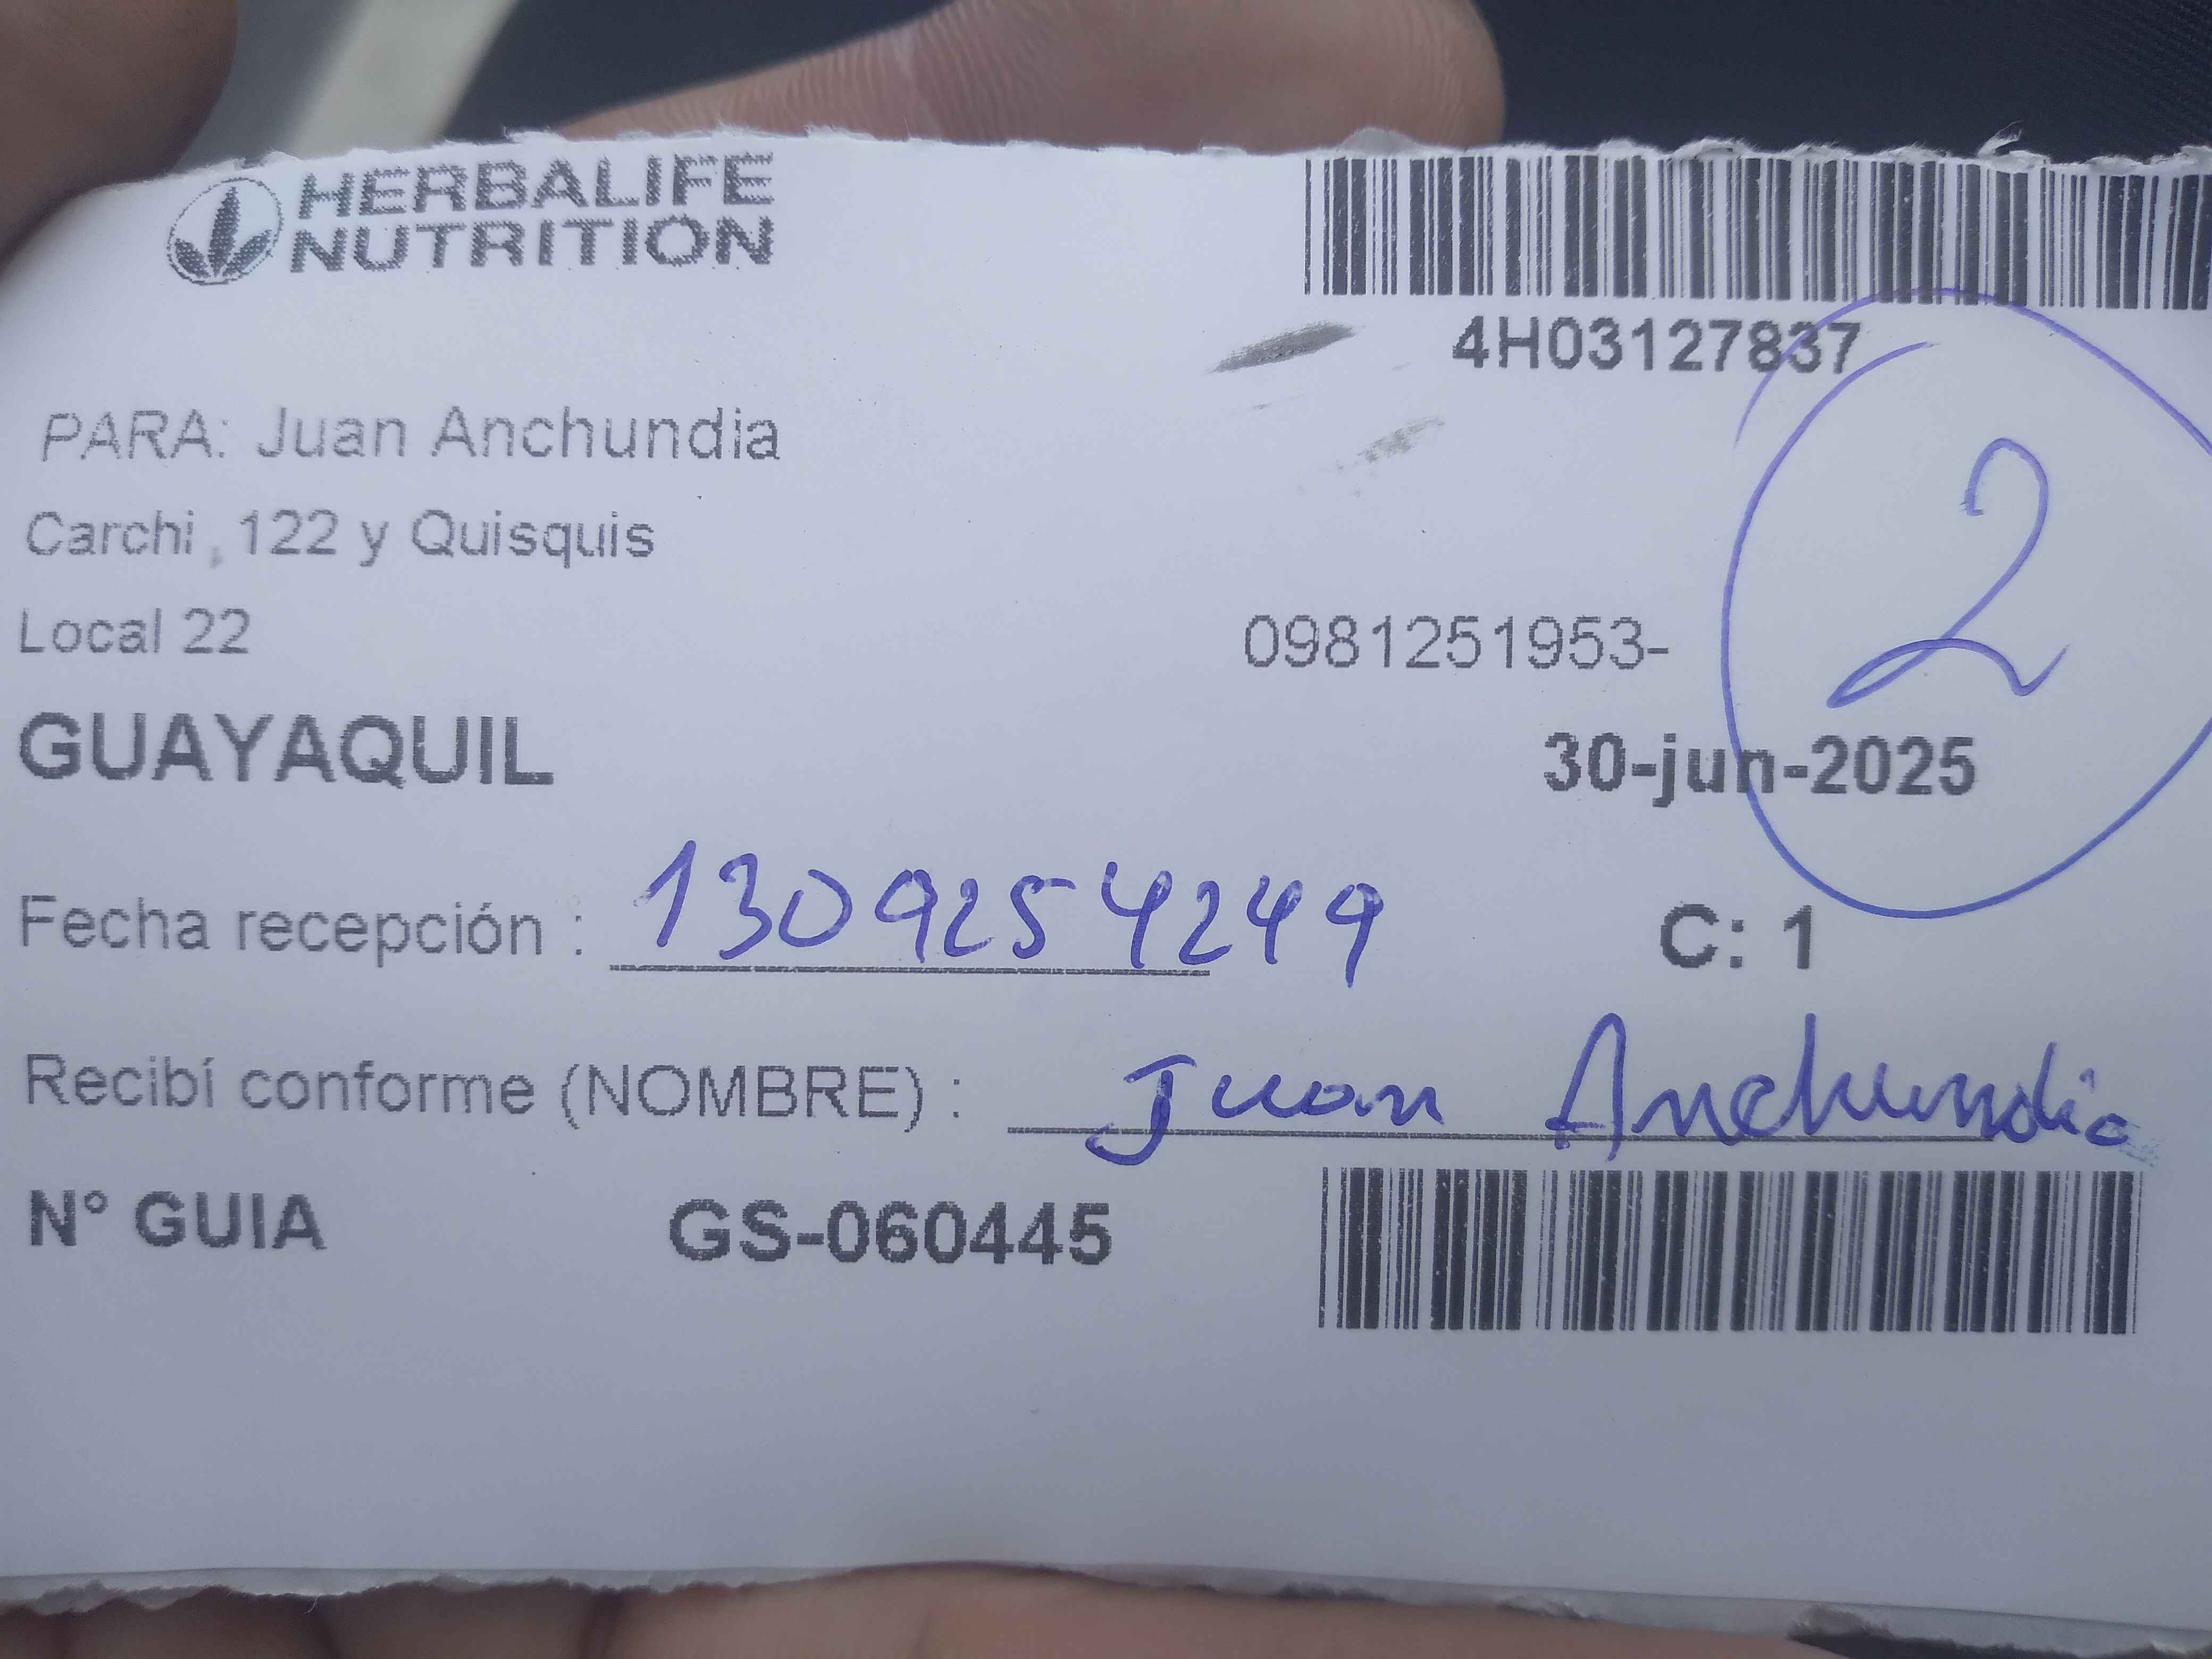 HERBALIFE
NUTRITION
4H03127837
PARA: Juan Anchundia
Carchi , 122 y Quisquis
2
Local 22
0981251953-
GUAYAQUIL
30-jun-2025
Fecha recepción : 1309254249
C: 1
Recibí conforme (NOMBRE) : Juan Anchundia
N° GUIA GS-060445